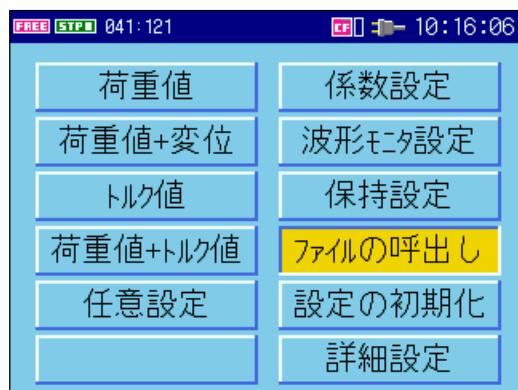 FREE STP 041:121 CF 10:16:06
荷重値 係数設定
荷重値+変位 波形ﾓﾆﾀ設定
ﾄﾙｸ値 保持設定
荷重値+ﾄﾙｸ値 ﾌｧｲﾙの呼出し
任意設定 設定の初期化
詳細設定